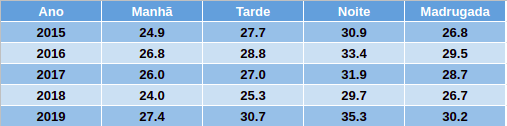 Ano Manhã Tarde Noite Madrugada
2015 24.9 27.7 30.9 26.8
2016 26.8 28.8 33.4 29.5
2017 26.0 27.0 31.9 28.7
2018 24.0 25.3 29.7 26.7
2019 27.4 30.7 35.3 30.2